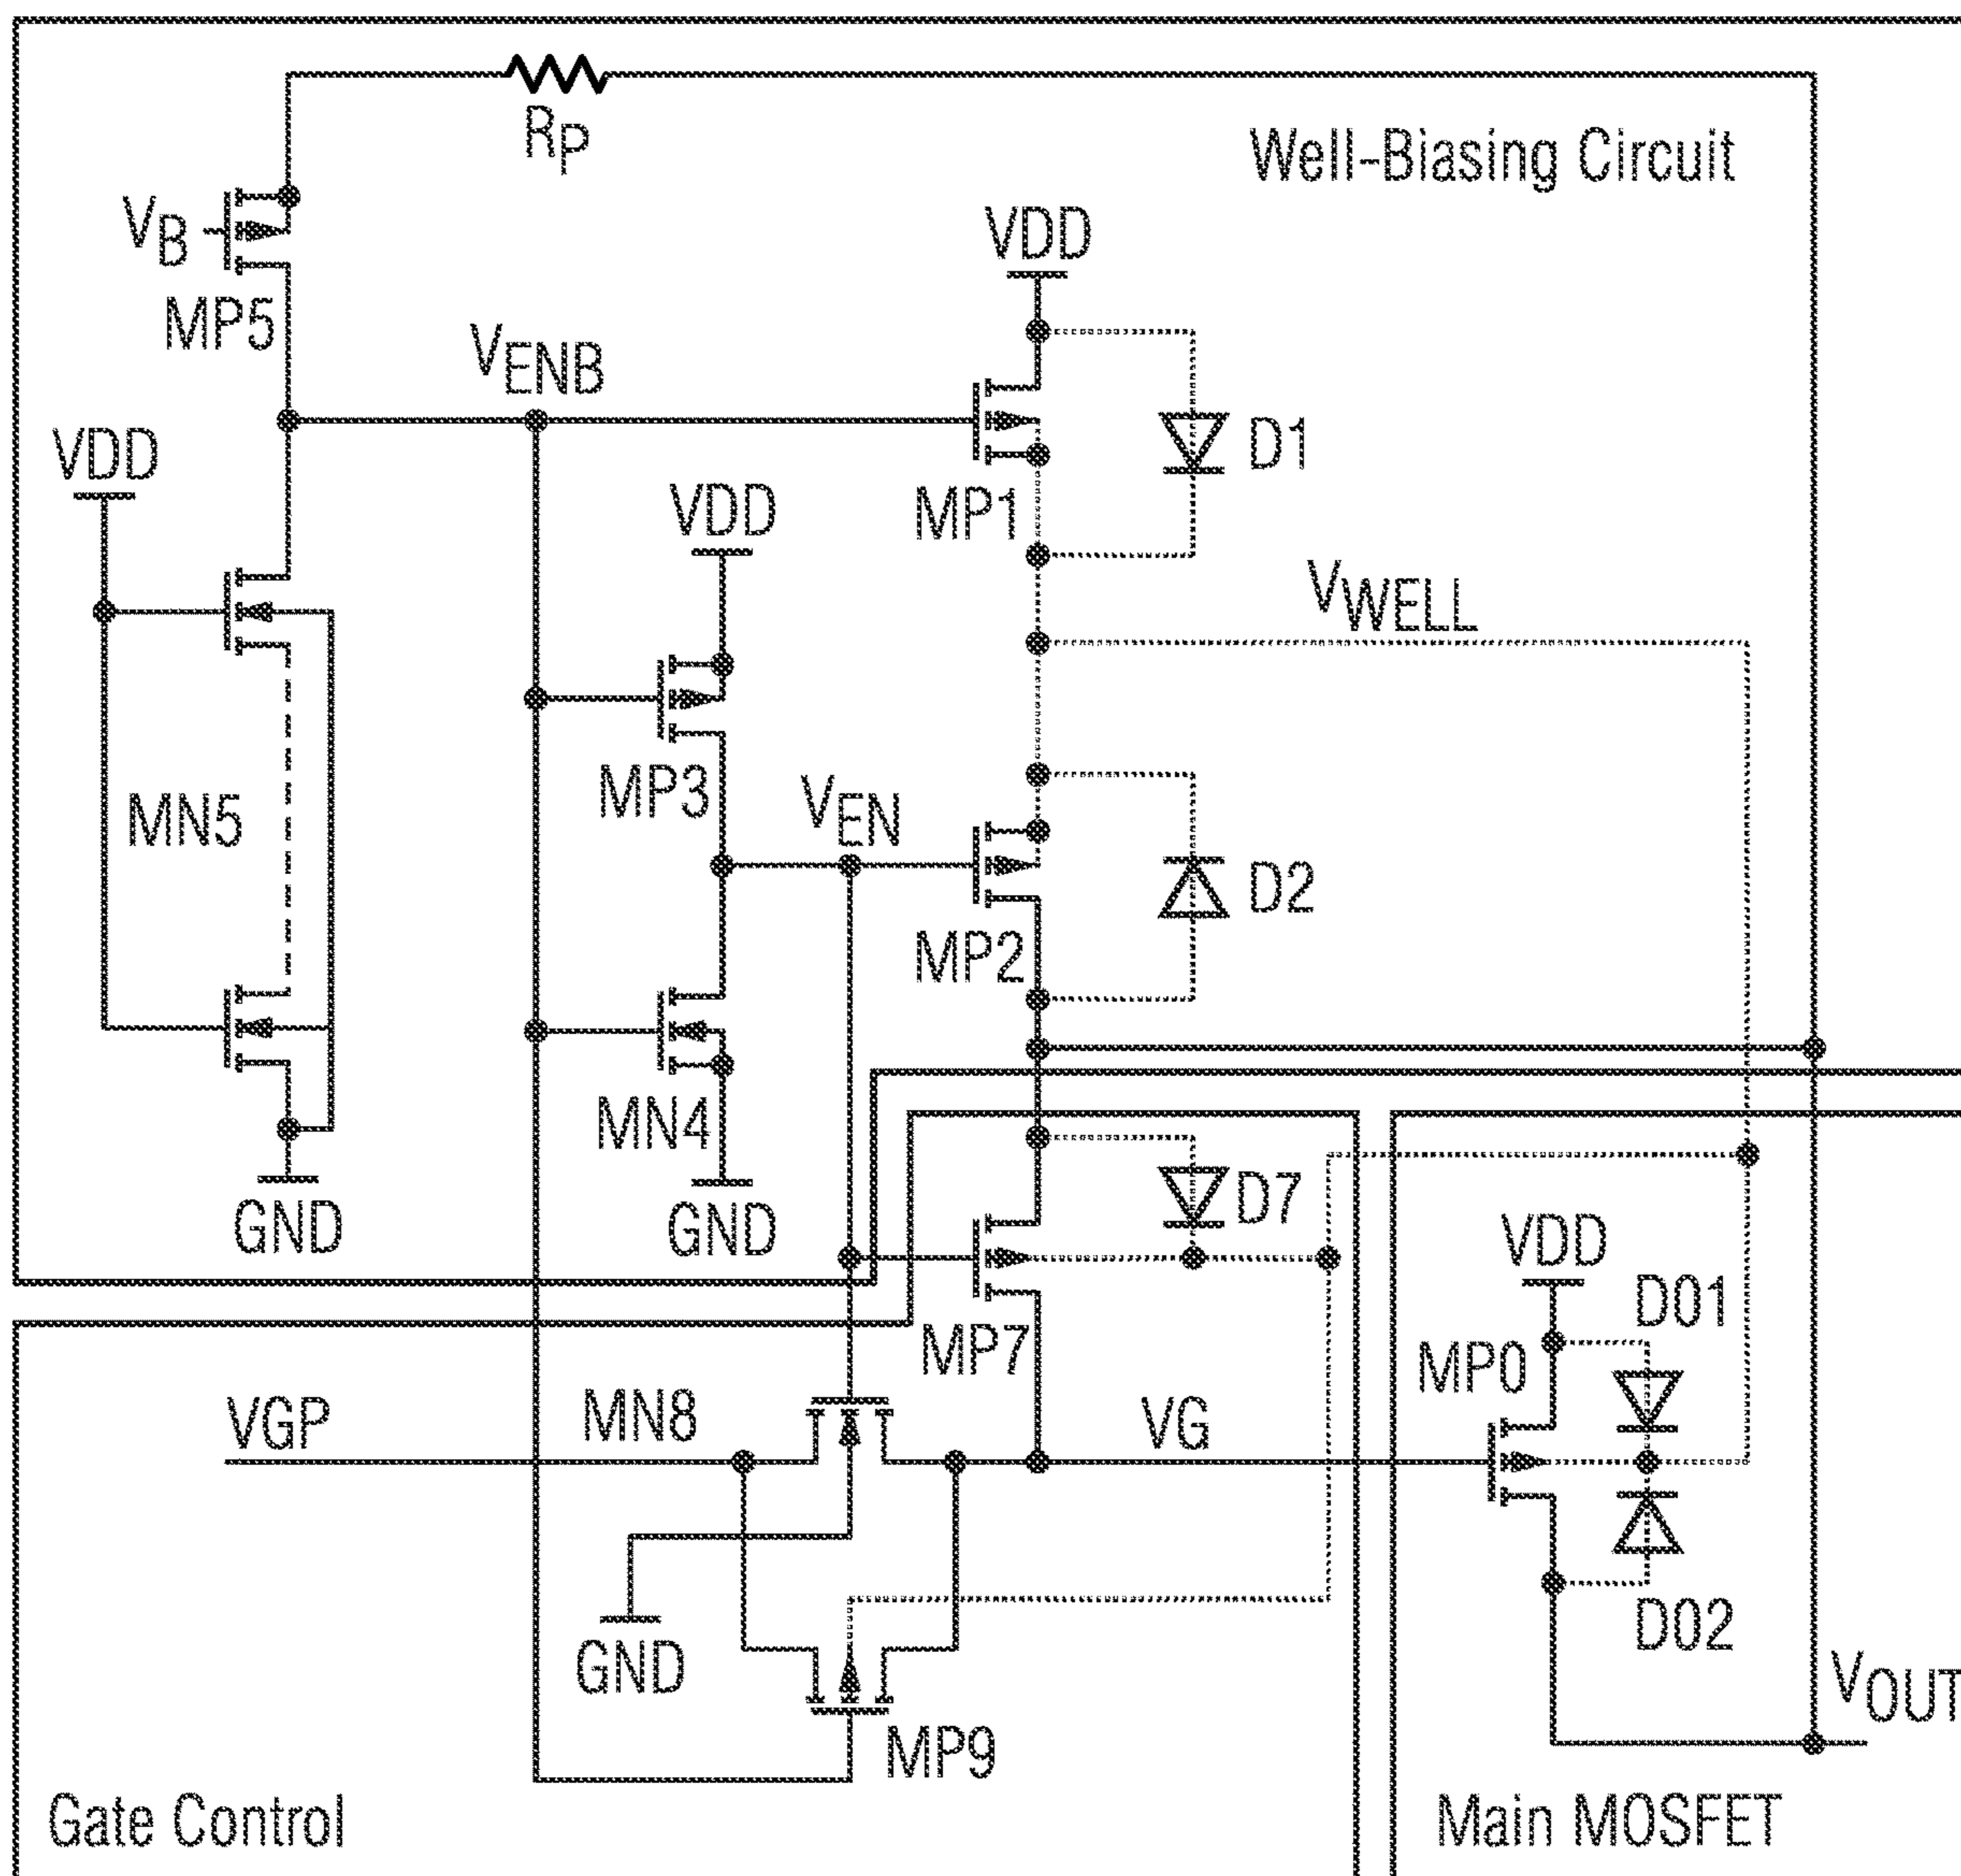 RP
Well-Biasing Circuit
VB
MP5
VDD
VENB
VDD
D1
MP1
VDD
VWELL
MP3
MN5
VEN
D2
MP2
MN4
GND
GND
D7
VDD
D01
MP7
MP0
VGP
MN8
VG
GND
D02
VOUT
MP9
Gate Control
Main MOSFET